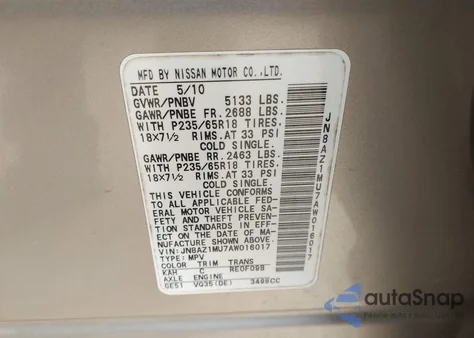 MFD BY NISSAN MOTOR CO.,LTD.
DATE 5/10
GVWR/PNBV 5133 LBS.
GAWR/PNBE FR. 2688 LBS.
WITH P235/65R18 TIRES.
18X7½ RIMS.AT 33 PSI
COLD SINGLE.
GAWR/PNBE RR. 2463 LBS.
WITH P235/65R18 TIRES.
18X7½ RIMS.AT 33 PSI
COLD SINGLE.
THIS VEHICLE CONFORMS
TO ALL APPLICABLE FED-
ERAL MOTOR VEHICLE SA-
FETY AND THEFT PREVEN-
TION STANDARDS IN EFF-
ECT ON THE DATE OF MA-
NUFACTURE SHOWN ABOVE.
VIN:JN8AZ1MU7AW016017
TYPE: MPV
COLOR TRIM TRANS
KAH C RE0F09B
AXLE ENGINE
GE51 VQ35(DE) 3498CC
JN8AZ1MU7AW016017
autoSnap
www.autosnap.cc